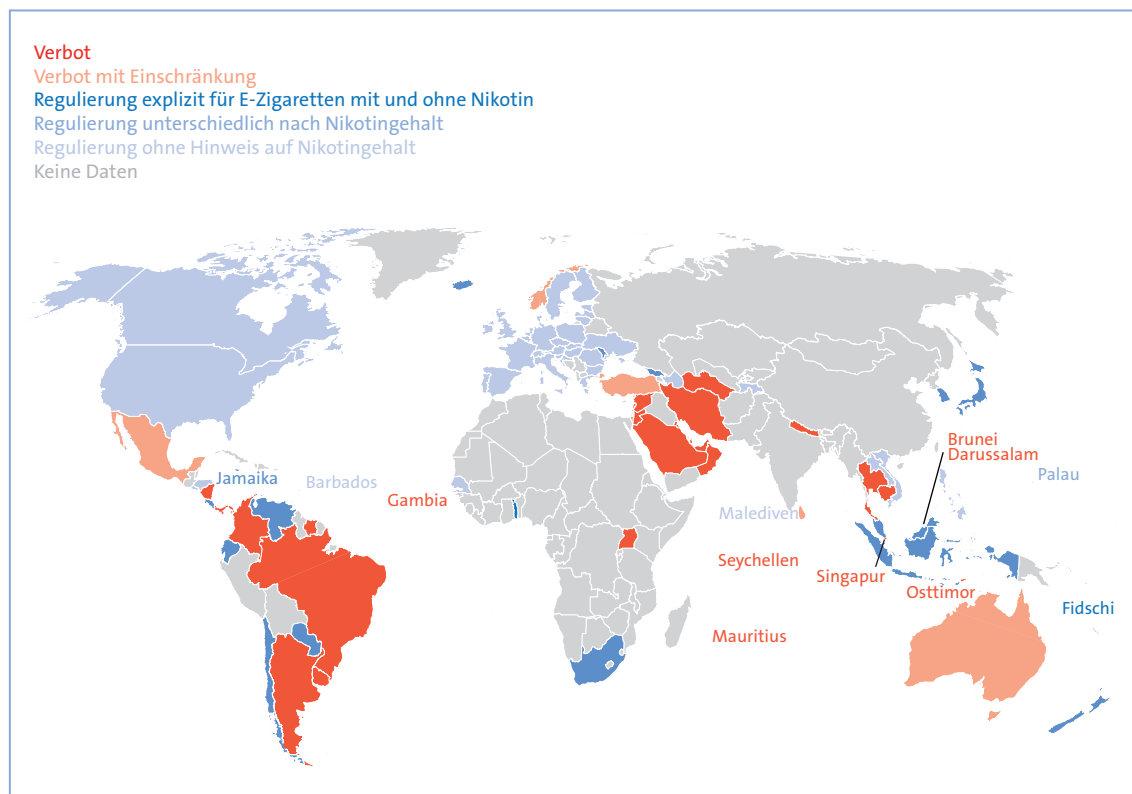 Verbot
Verbot mit Einschränkung
Regulierung explizit für E-Zigaretten mit und ohne Nikotin
Regulierung unterschiedlich nach Nikotingehalt
Regulierung ohne Hinweis auf Nikotingehalt
Keine Daten
Brunei
Darussalam
Jamaika
Barbados
Palau
Gambia
Malediven
Seychellen
Singapur
Osttimor
Fidschi
Mauritius